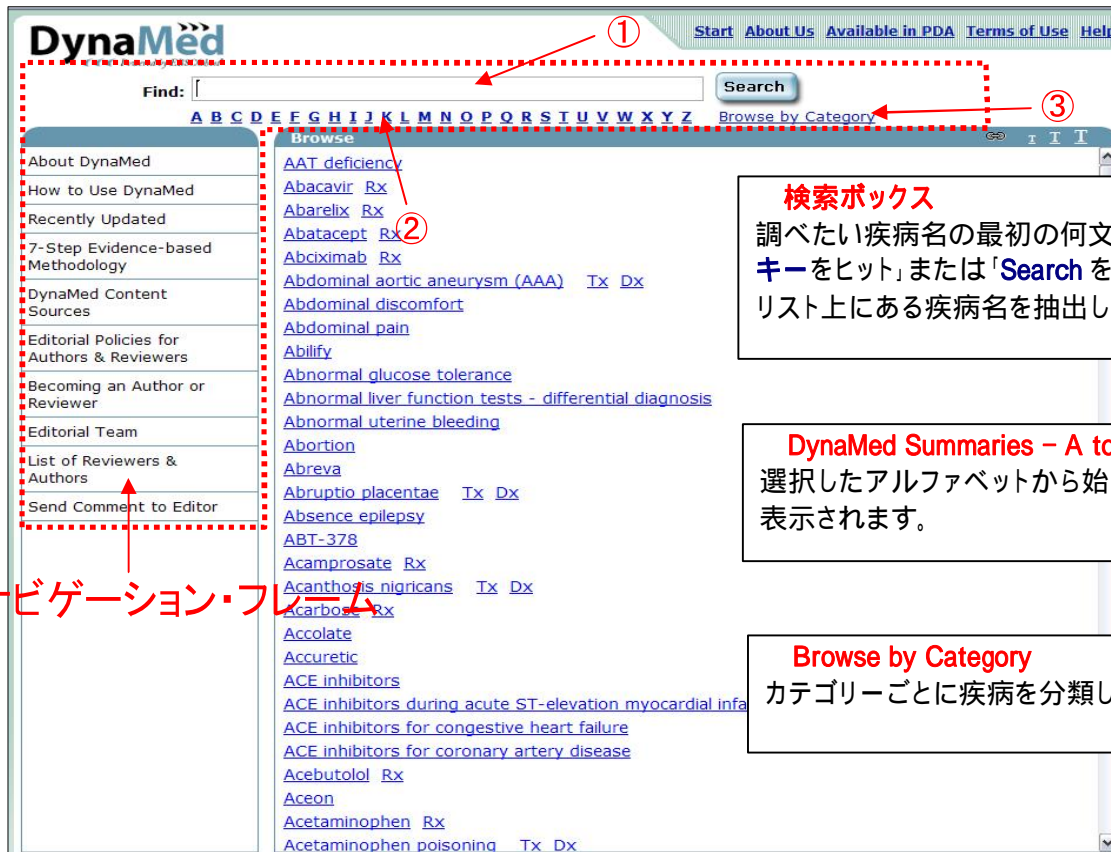 DynaMed
Start About Us Available in PDA Terms of Use Help
①
Find:
Search
A B C D E F G H I J K L M N O P Q R S T U V W X Y Z Browse by Category
③
Browse
T T T
About DynaMed
How to Use DynaMed
Recently Updated
7-Step Evidence-based
Methodology
DynaMed Content
Sources
Editorial Policies for
Authors & Reviewers
Becoming an Author or
Reviewer
Editorial Team
List of Reviewers &
Authors
Send Comment to Editor
ービゲーション・フレーム
②
AAT deficiency
Abacavir Rx
Abarelix Rx
Abatacept Rx
Abciximab Rx
Abdominal aortic aneurysm (AAA) Tx Dx
Abdominal discomfort
Abdominal pain
Abilify
Abnormal glucose tolerance
Abnormal liver function tests - differential diagnosis
Abnormal uterine bleeding
Abortion
Abreva
Abruptio placentae Tx Dx
Absence epilepsy
ABT-378
Acamprosate Rx
Acanthosis nigricans Tx Dx
Acarbose Rx
Accolate
Accuretic
ACE inhibitors
ACE inhibitors during acute ST-elevation myocardial infa
ACE inhibitors for congestive heart failure
ACE inhibitors for coronary artery disease
Acebutolol Rx
Aceon
Acetaminophen Rx
Acetaminophen poisoning Tx Dx
検索ボックス
調べたい疾病名の最初の何文
キーをヒット」または「Search を
リスト上にある疾病名を抽出し
DynaMed Summaries – A to
選択したアルファベットから始
表示されます。
Browse by Category
カテゴリーごとに疾病を分類し